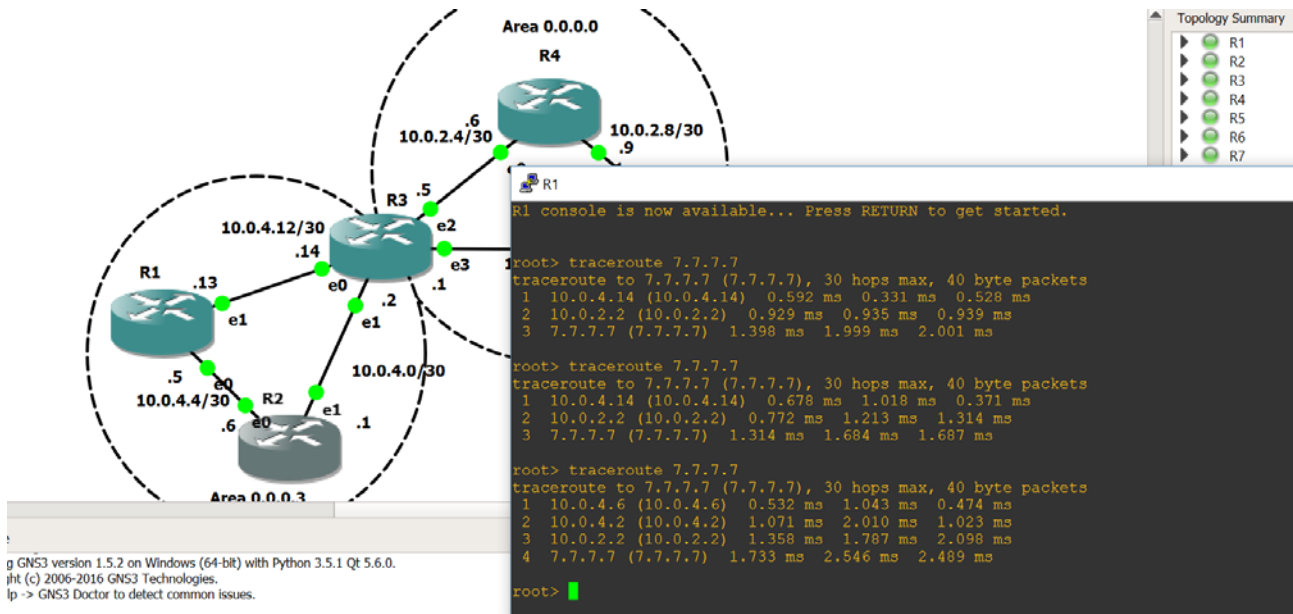 Area 0.0.0.0
R4
.6
10.0.2.4/30
10.0.2.8/30
.9
R3
.5
e2
10.0.4.12/30
.14
e3
.1
R1
.13
e0
.2
e1
e1
10.0.4.0/30
.5
e0
10.0.4.4/30
R2
e1
.6
e0
.1
Area 0.0.0.3
Topology Summary
R1
R2
R3
R4
R5
R6
R7
R1
R1 console is now available... Press RETURN to get started.
root> traceroute 7.7.7.7
traceroute to 7.7.7.7 (7.7.7.7), 30 hops max, 40 byte packets
1 10.0.4.14 (10.0.4.14) 0.592 ms 0.331 ms 0.528 ms
2 10.0.2.2 (10.0.2.2) 0.929 ms 0.935 ms 0.939 ms
3 7.7.7.7 (7.7.7.7) 1.398 ms 1.999 ms 2.001 ms
root> traceroute 7.7.7.7
traceroute to 7.7.7.7 (7.7.7.7), 30 hops max, 40 byte packets
1 10.0.4.14 (10.0.4.14) 0.678 ms 1.018 ms 0.371 ms
2 10.0.2.2 (10.0.2.2) 0.772 ms 1.213 ms 1.314 ms
3 7.7.7.7 (7.7.7.7) 1.314 ms 1.684 ms 1.687 ms
root> traceroute 7.7.7.7
traceroute to 7.7.7.7 (7.7.7.7), 30 hops max, 40 byte packets
1 10.0.4.6 (10.0.4.6) 0.532 ms 1.043 ms 0.474 ms
2 10.0.4.2 (10.0.4.2) 1.071 ms 2.010 ms 1.023 ms
3 10.0.2.2 (10.0.2.2) 1.358 ms 1.787 ms 2.098 ms
4 7.7.7.7 (7.7.7.7) 1.733 ms 2.546 ms 2.489 ms
root>
g GNS3 version 1.5.2 on Windows (64-bit) with Python 3.5.1 Qt 5.6.0.
ht (c) 2006-2016 GNS3 Technologies.
lp -> GNS3 Doctor to detect common issues.